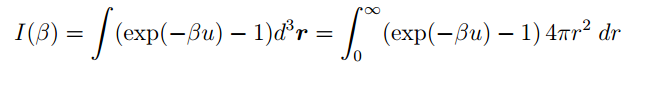 I(β) = ∫ (exp(−βu) − 1)d³r = ∫₀^∞ (exp(−βu) − 1) 4πr² dr